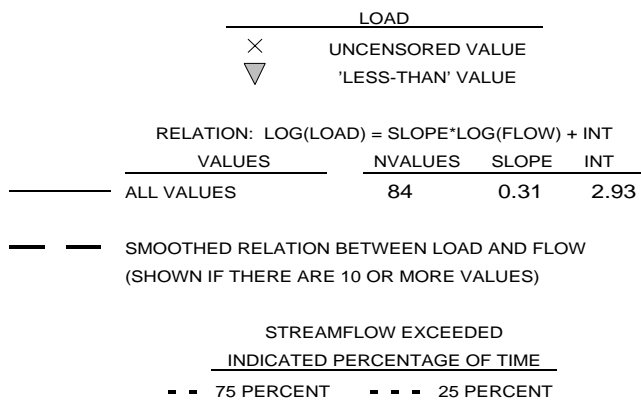 LOAD
UNCENSORED VALUE
'LESS-THAN' VALUE
RELATION: LOG(LOAD) = SLOPE*LOG(FLOW) + INT
VALUES NVALUES SLOPE INT
ALL VALUES 84 0.31 2.93
SMOOTHED RELATION BETWEEN LOAD AND FLOW
(SHOWN IF THERE ARE 10 OR MORE VALUES)
STREAMFLOW EXCEEDED
INDICATED PERCENTAGE OF TIME
75 PERCENT 25 PERCENT